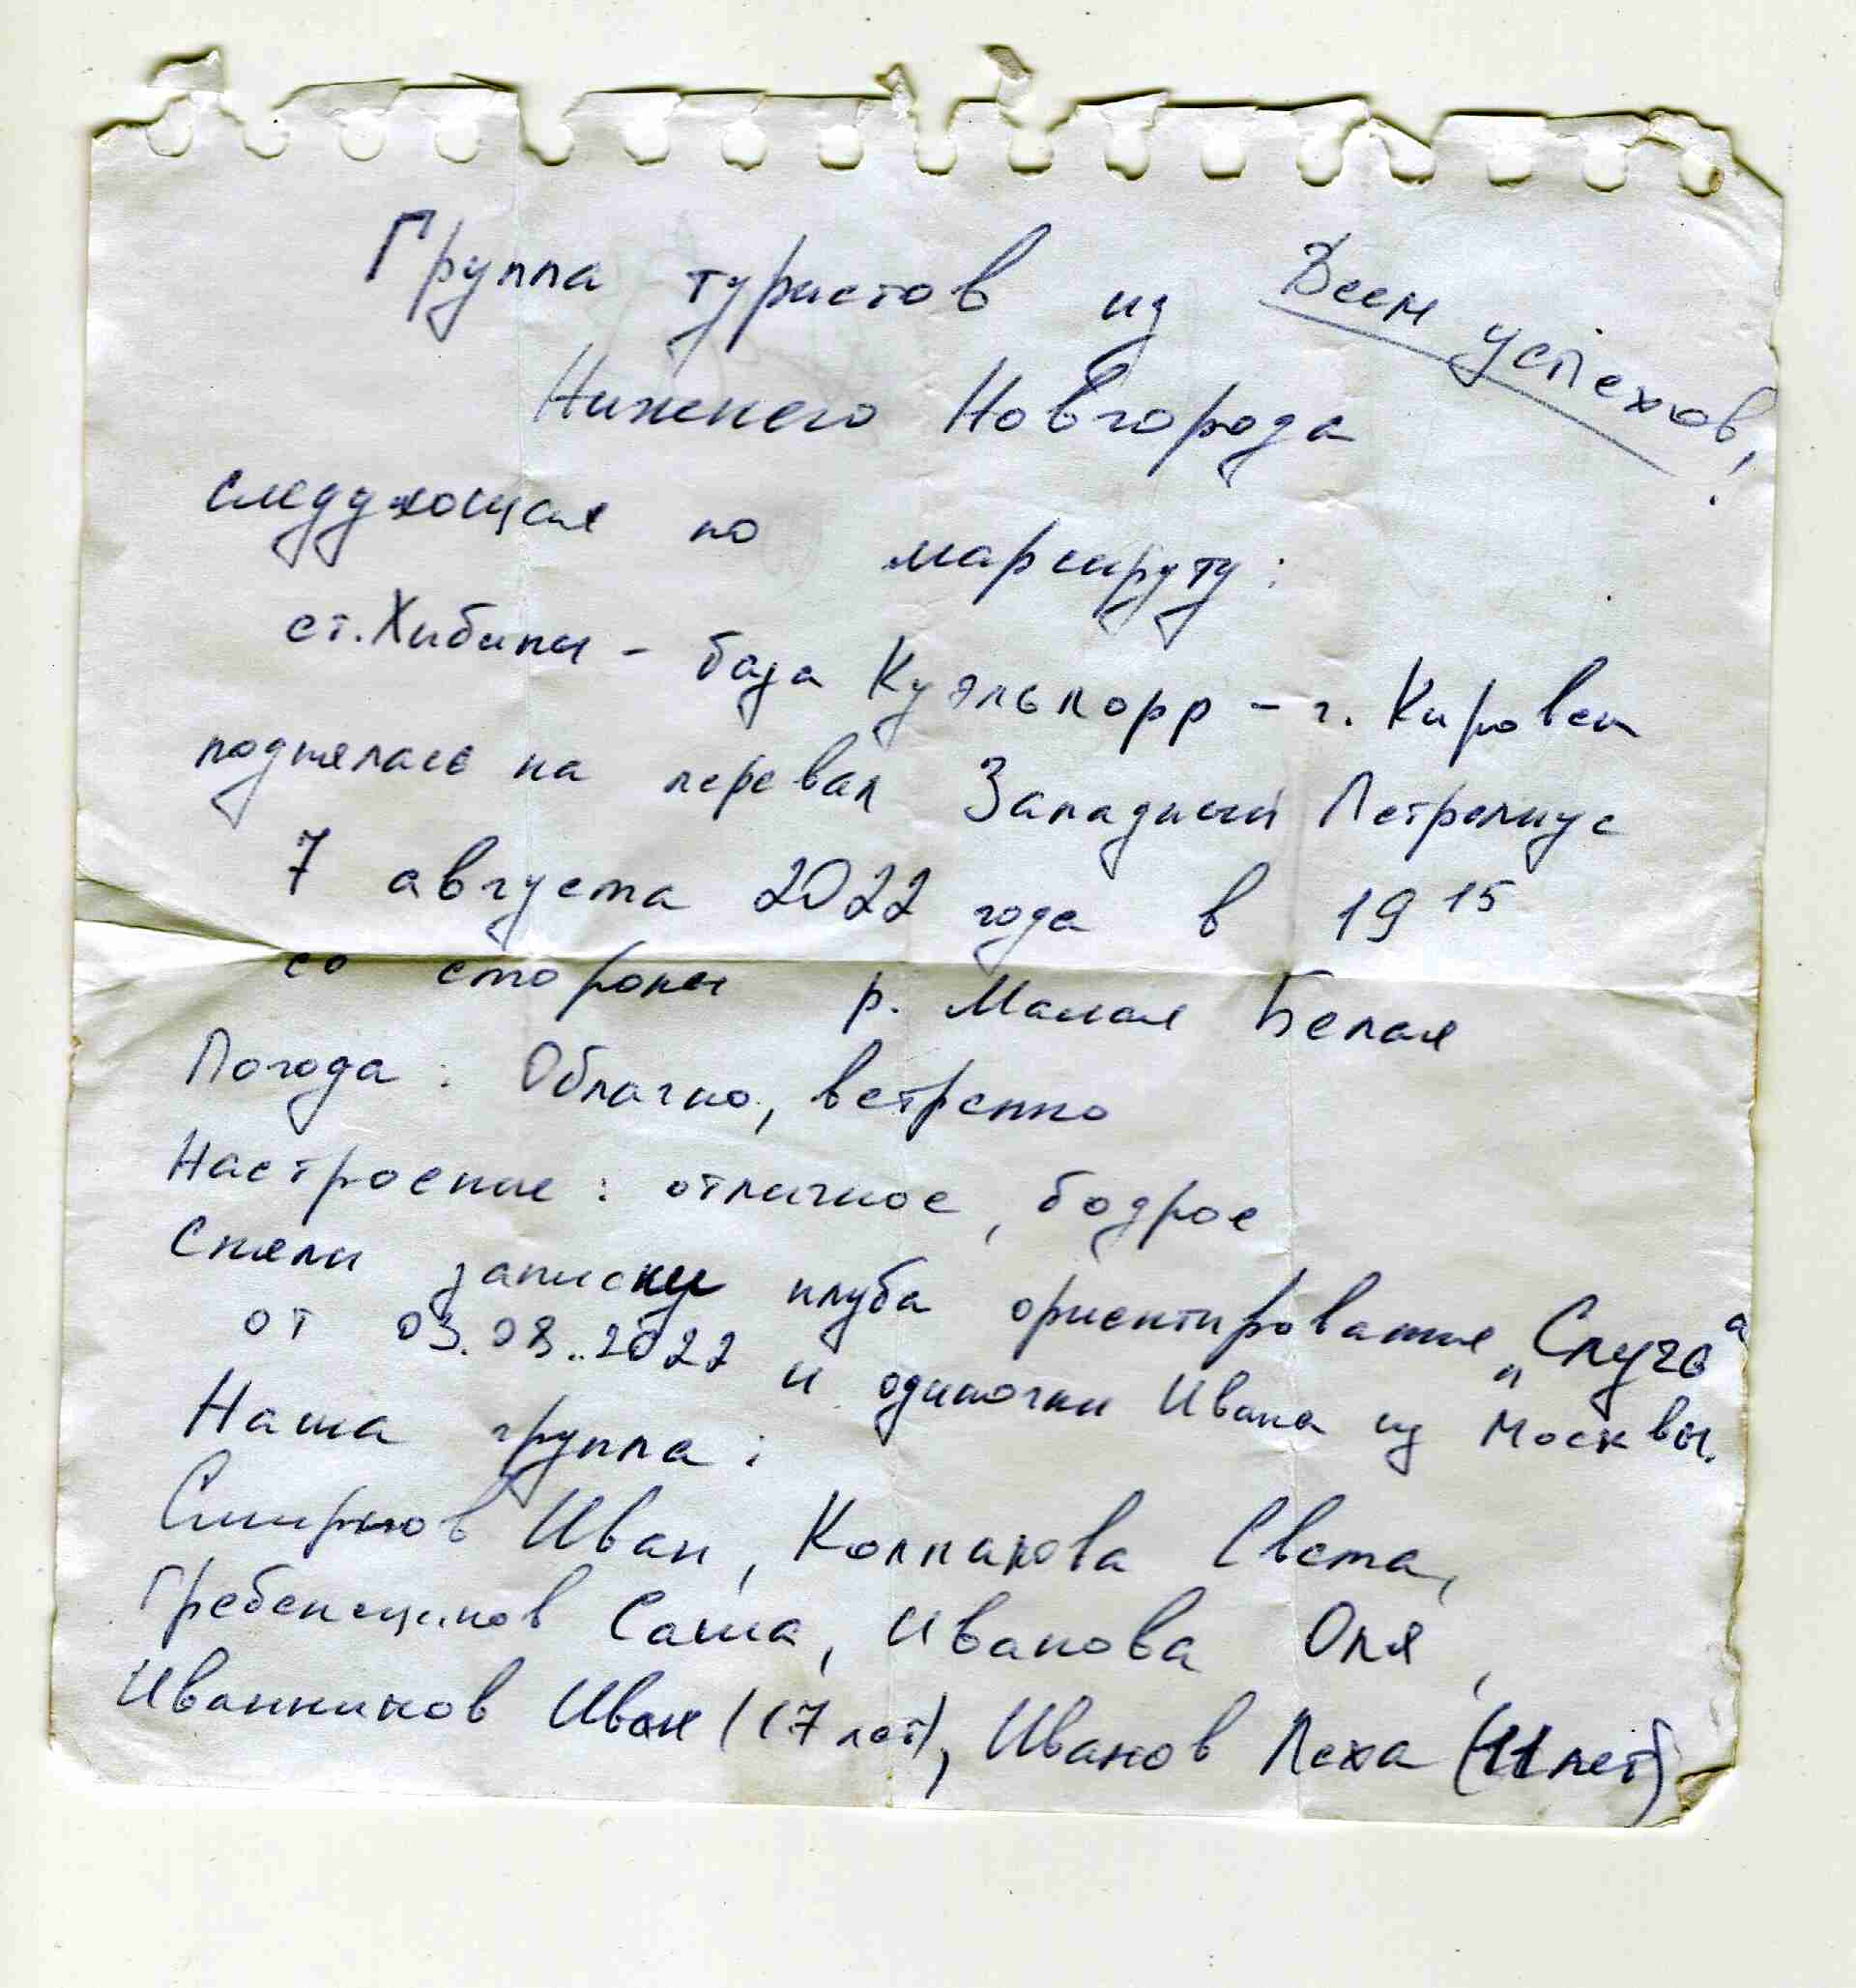 Группа туристов из
Всем успехов!
Нижнего Новгорода
следующая по маршруту:
ст. Хибины - база Куэльпорр - г. Кировск
поднялась на перевал Западный Петрелиус
7 августа 2022 года в 19 15
со стороны р. Малая Белая
Погода: Облачно, ветренно
Настроение: отличное, бодрое
Сняли записки клуба ориентирования
от 03.08.2022 и одиночки Ивана из Москвы.
Наша группа:
Смирнов Иван, Колпакова Света,
Гребенщиков Саша, Иванова Оля,
Иванников Иван (17 лет), Иванов Леха (11 лет)